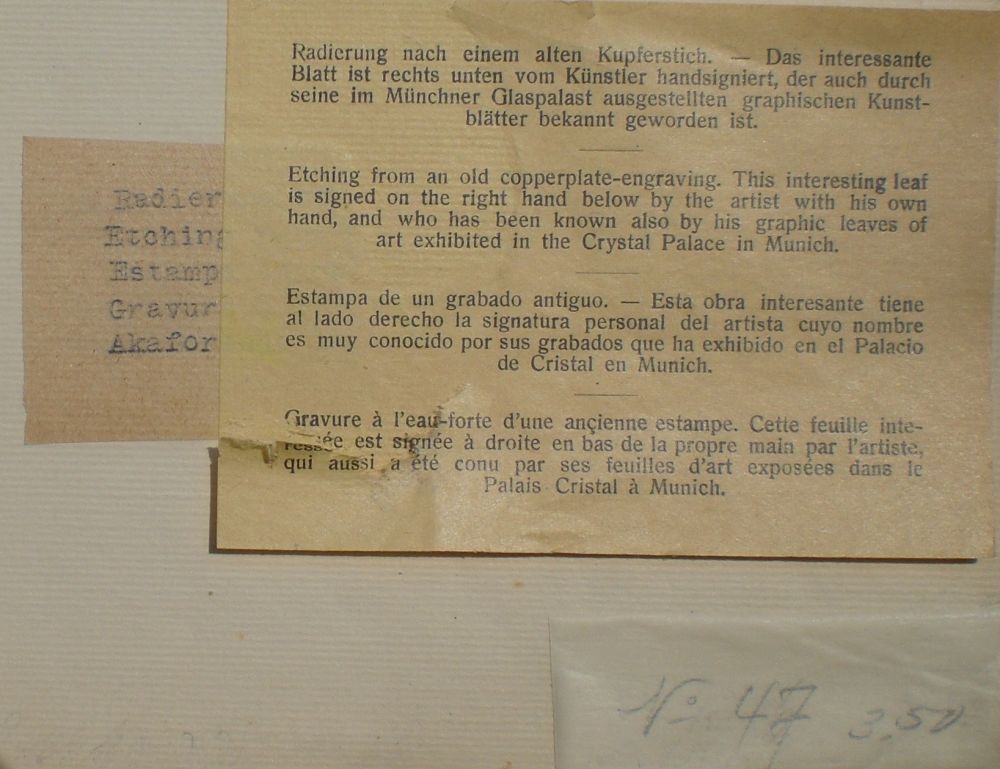 Radierung nach einem alten Kupferstich. — Das interessante
Blatt ist rechts unten vom Künstler handsigniert, der auch durch
seine im Münchner Glaspalast ausgestellten graphischen Kunst-
blätter bekannt geworden ist.
Etching from an old copperplate-engraving. This interesting leaf
is signed on the right hand below by the artist with his own
hand, and who has been known also by his graphic leaves of
art exhibited in the Crystal Palace in Munich.
Estampa de un grabado antiguo. — Esta obra interesante tiene
al lado derecho la signatura personal del artista cuyo nombre
es muy conocido por sus grabados que ha exhibido en el Palacio
de Cristal en Munich.
Gravure à l'eau-forte d'une ançienne estampe. Cette feuille inte-
ressée est signée à droite en bas de la propre main par l'artiste,
qui aussi a été conu par ses feuilles d'art exposées dans le
Palais Cristal à Munich.
Radier
Etching
Estamp
Gravur
Akafor
No 47 3.50